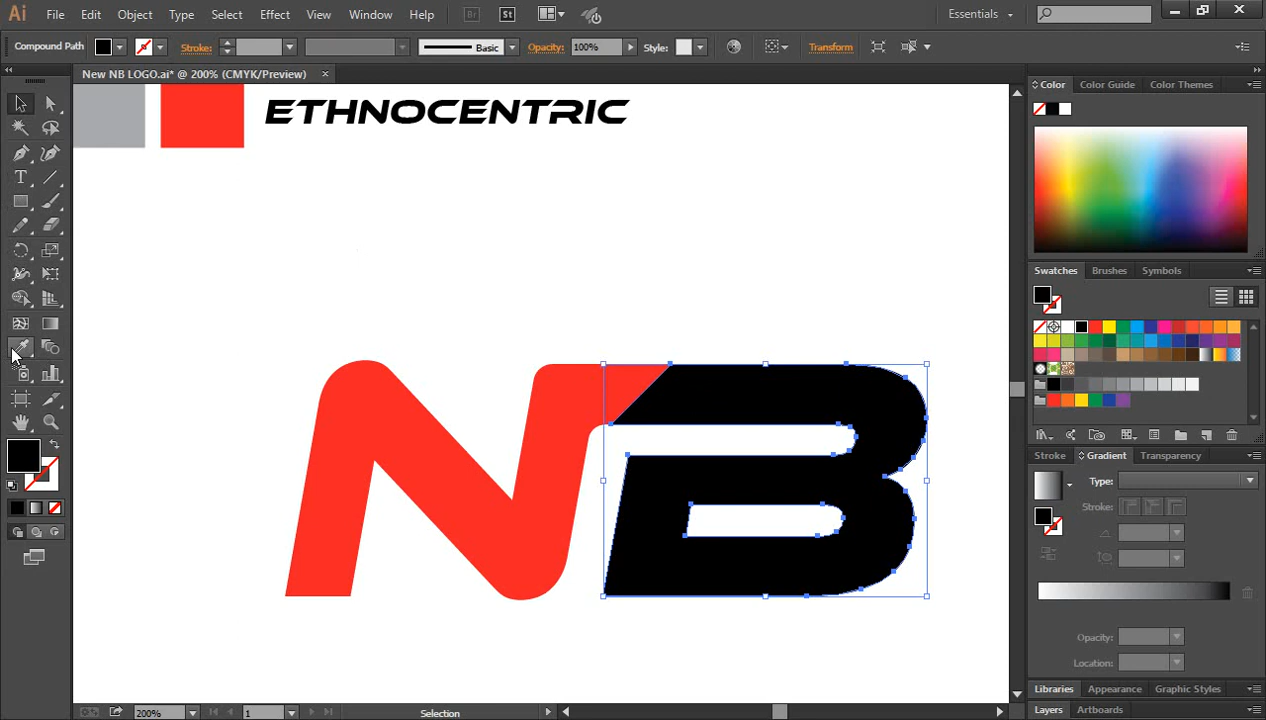 Ai File Edit Object Type Select Effect View Window Help Br St Essentials
Compound Path Stroke: Basic Opacity: 100% Style: Transform
New NB LOGO.ai* @ 200% (CMYK/Preview) ×
Color Color Guide Color Themes
ETHNOCENTRIC
Swatches Brushes Symbols
NB
Stroke Gradient Transparency
Type:
Stroke:
Opacity:
Location:
Libraries Appearance Graphic Styles
Layers Artboards
200% 1 Selection